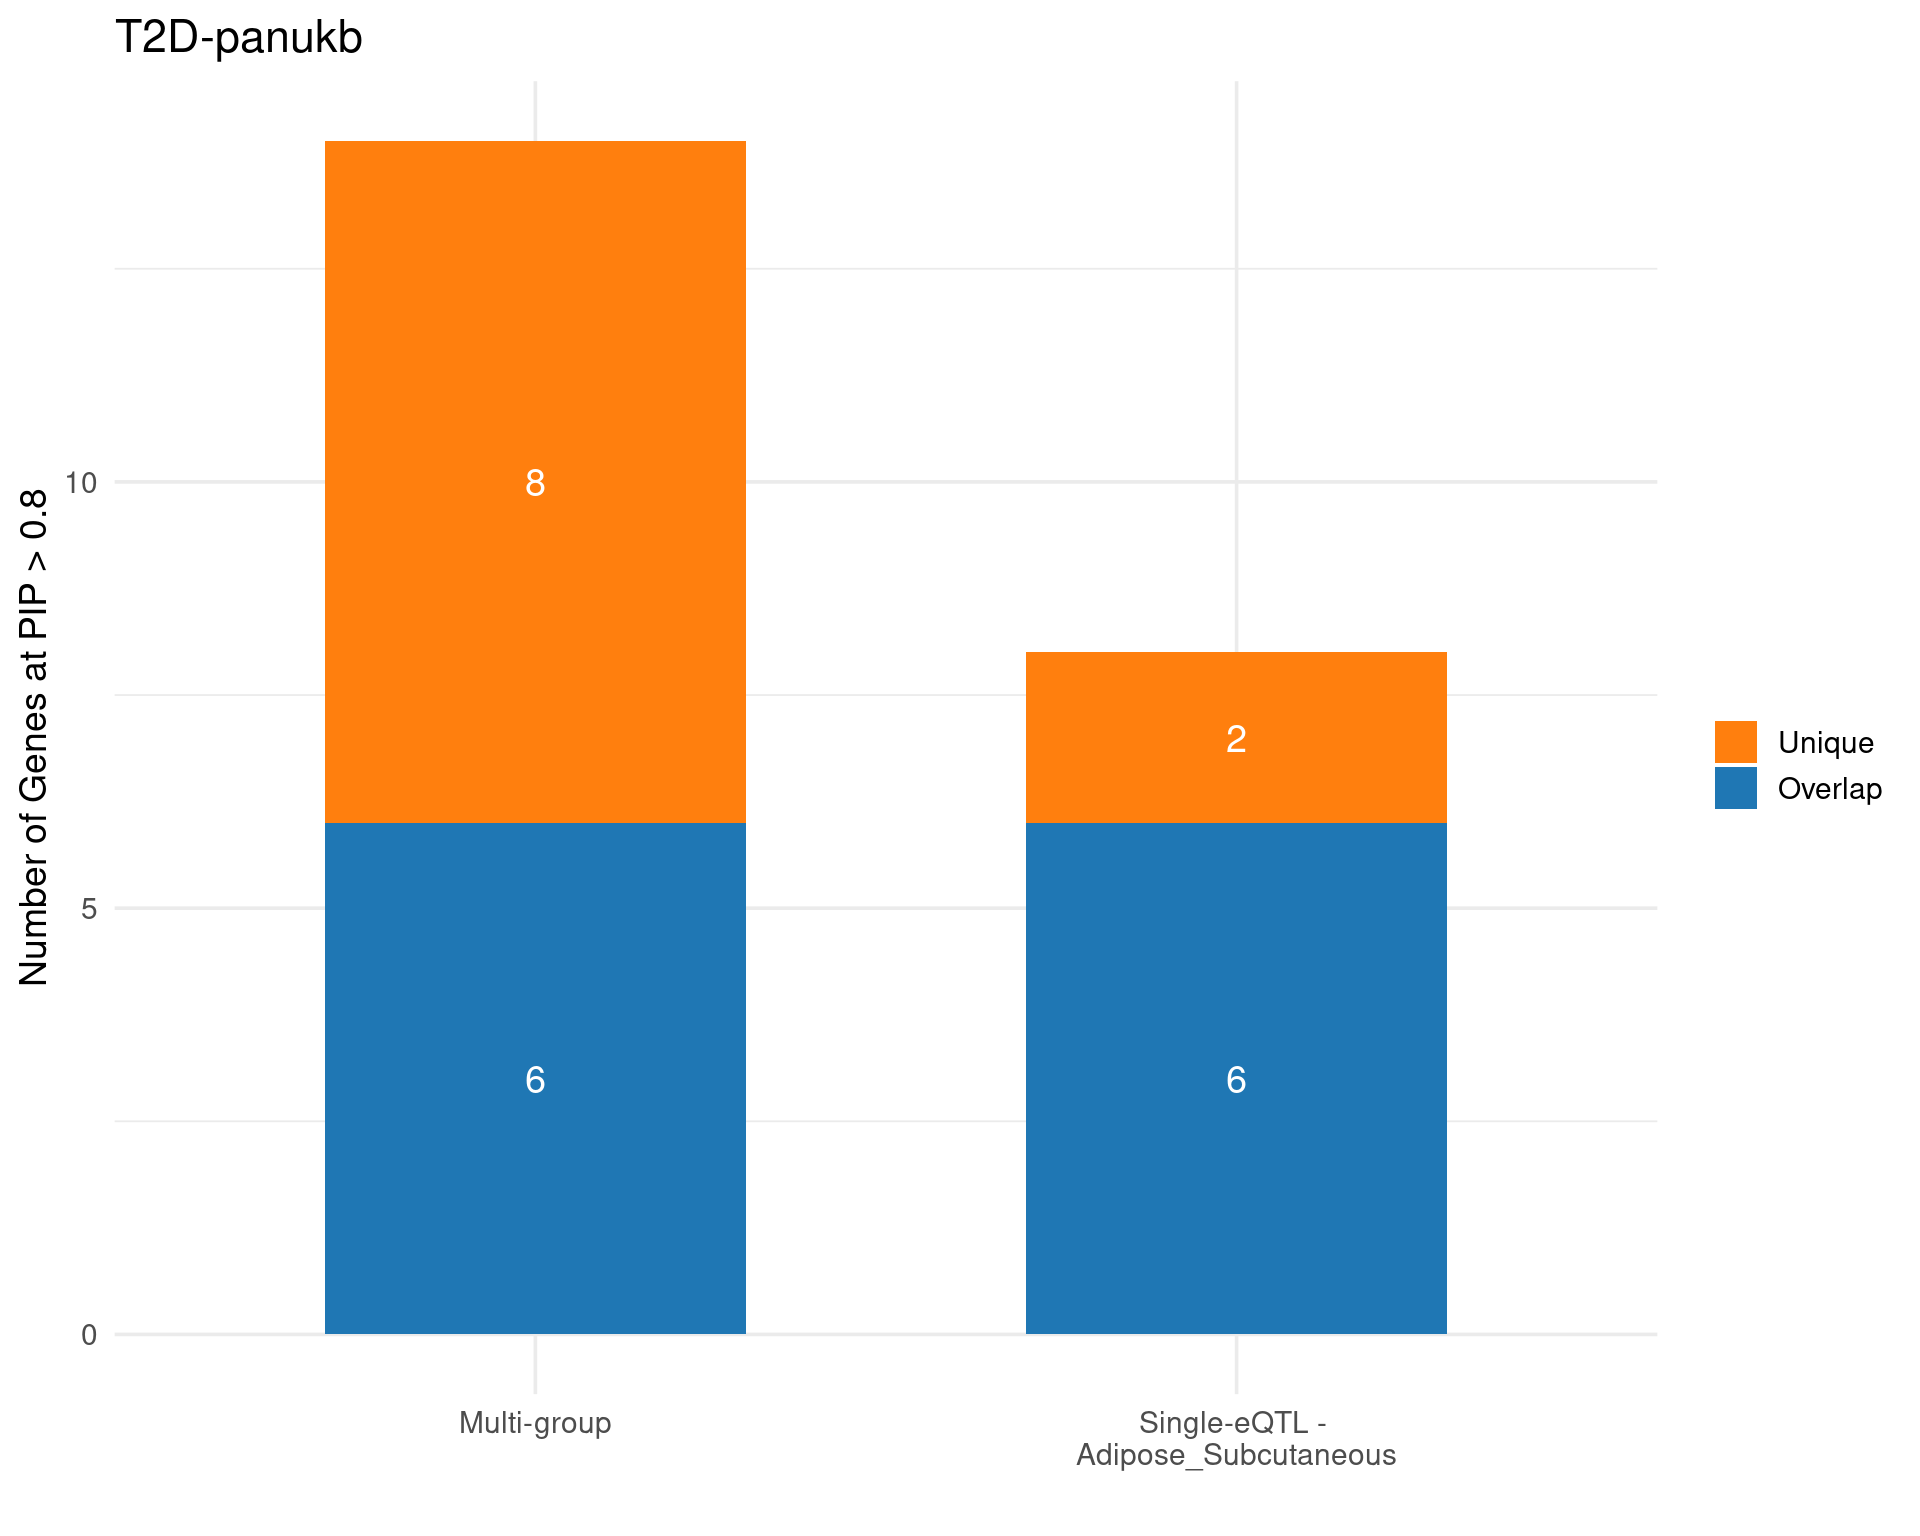 T2D-panukb
Number of Genes at PIP > 0.8
10
5
0
8
6
2
6
Multi-group
Single-eQTL -
Adipose_Subcutaneous
Unique
Overlap